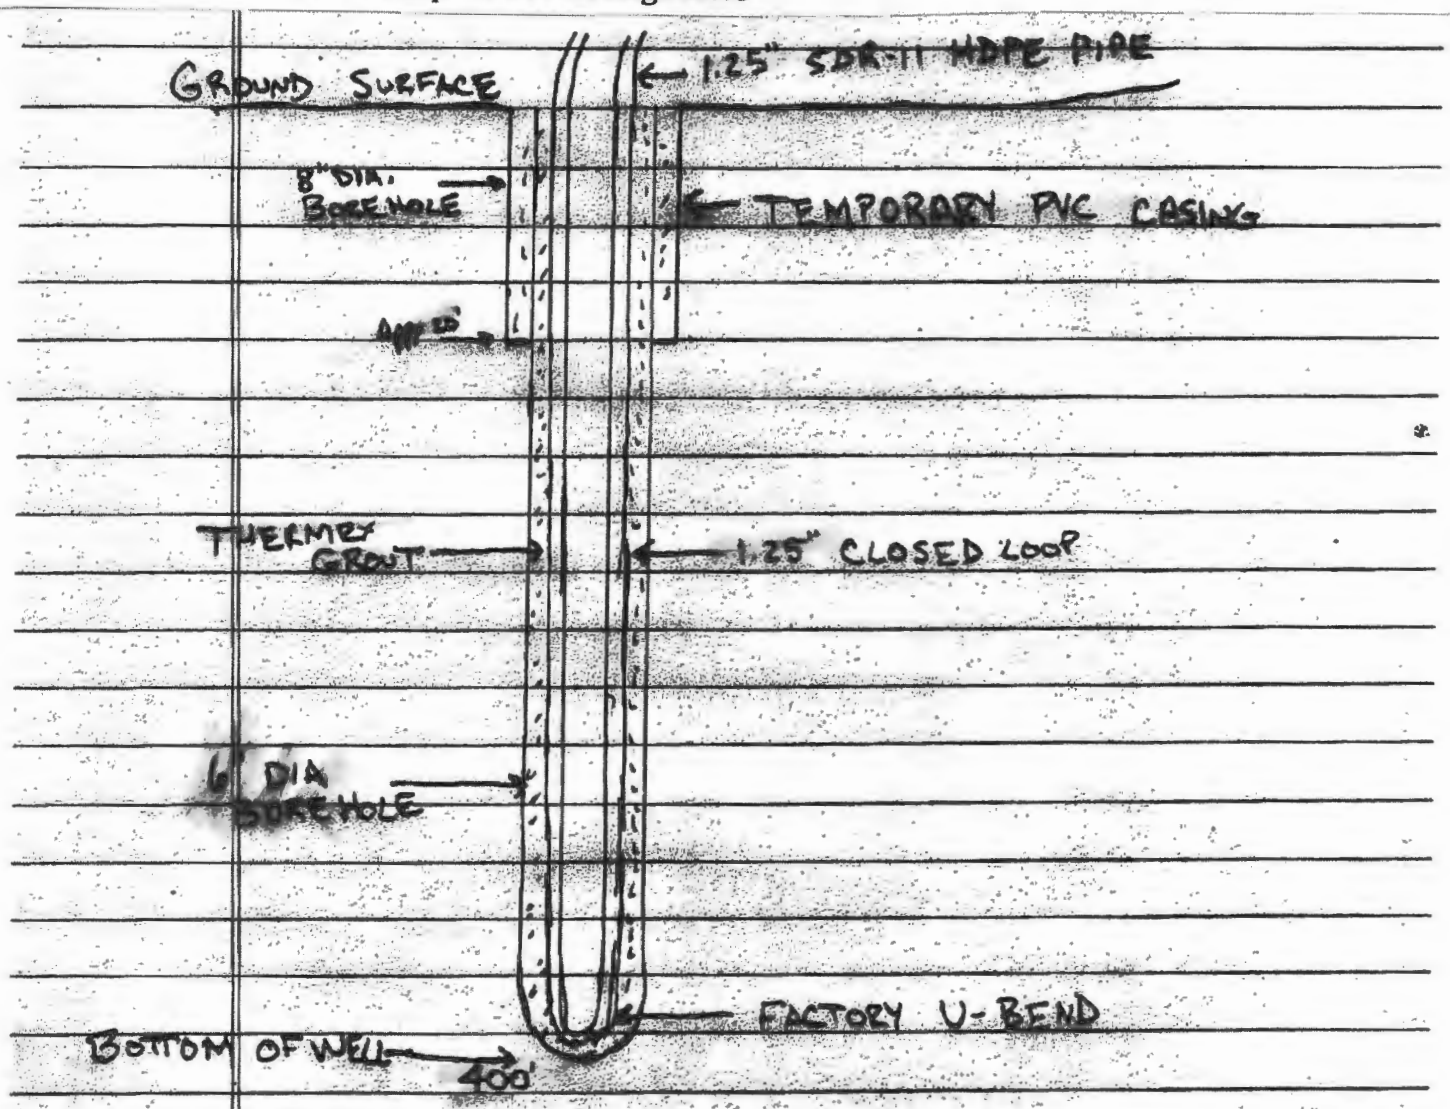 1.25" SDR-11 HDPE PIPE
GROUND SURFACE
8" DIA.
BOREHOLE
TEMPORARY PVC CASING
THERMEX
GROUT
1.25" CLOSED LOOP
6" DIA
BOREHOLE
FACTORY U-BEND
BOTTOM OF WELL
400'